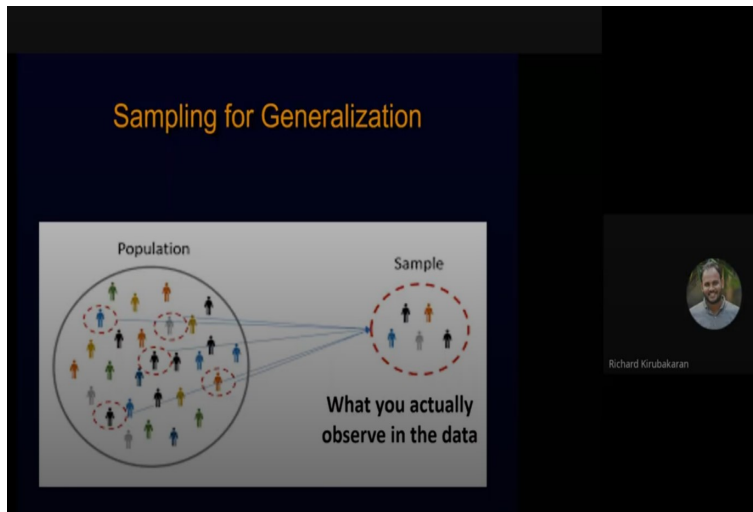 Sampling for Generalization
Population
Sample
What you actually
observe in the data
Richard Kirubakaran